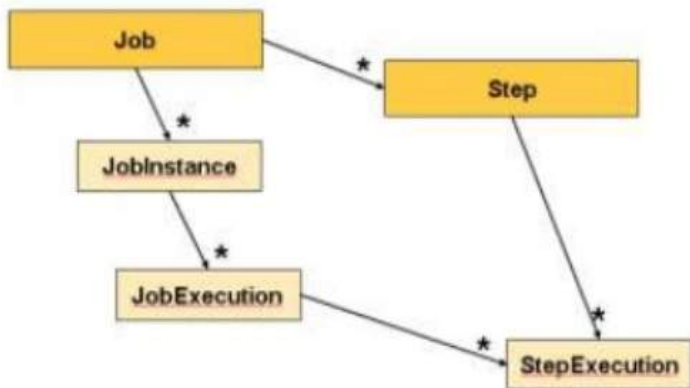 Job
*
Step
*
JobInstance
*
JobExecution
*
*
StepExecution